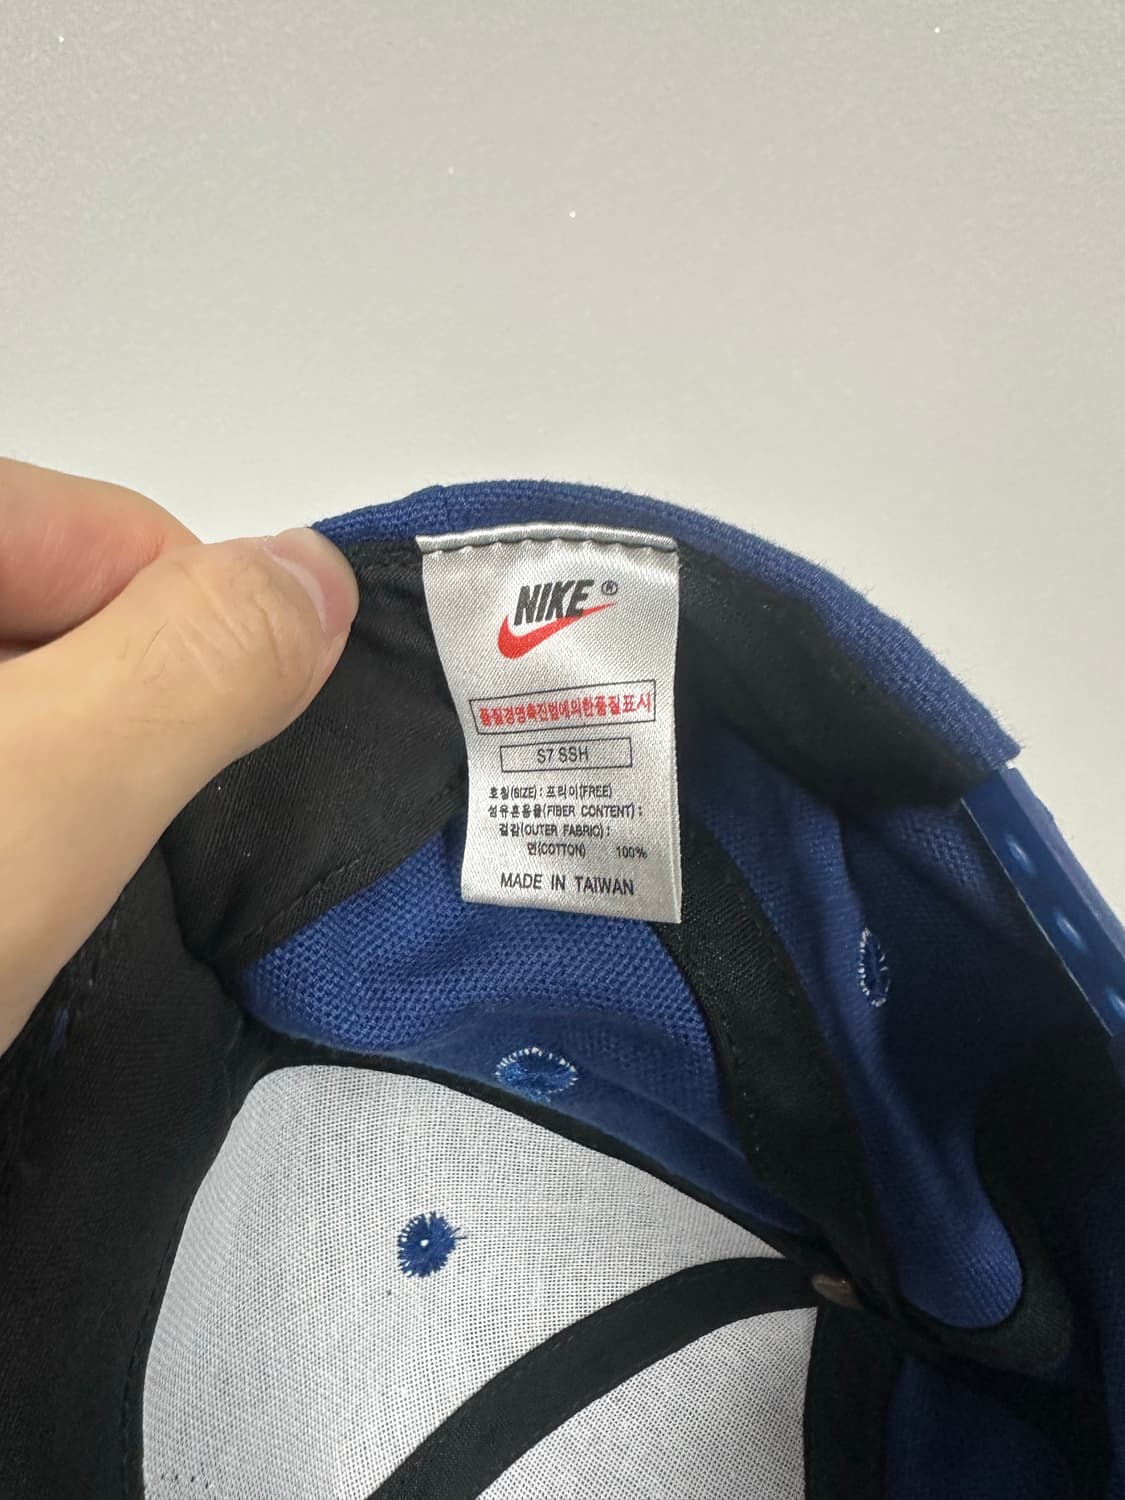 NIKE ®
품질경영촉진법에의한품질표시
S7 SSH
호칭(SIZE) : 프리이(FREE)
섬유혼용율(FIBER CONTENT) :
겉감(OUTER FABRIC) :
면(COTTON) 100%
MADE IN TAIWAN